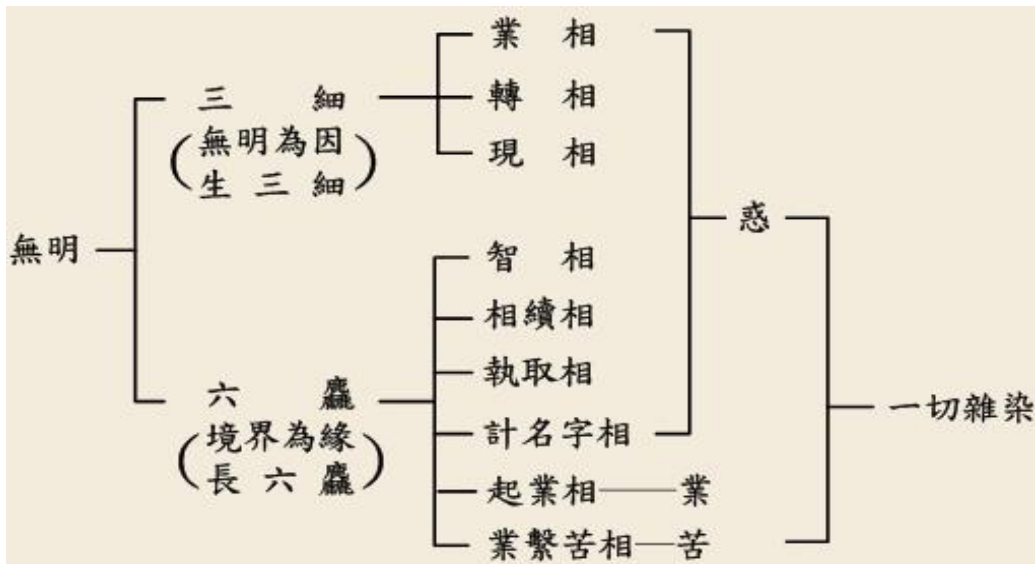 無明
三細
(無明為因
生三細)
業相
轉相
現相
六麤
(境界為緣
長六麤)
智相
相續相
執取相
計名字相
起業相——業
業繫苦相—苦
惑
一切雜染